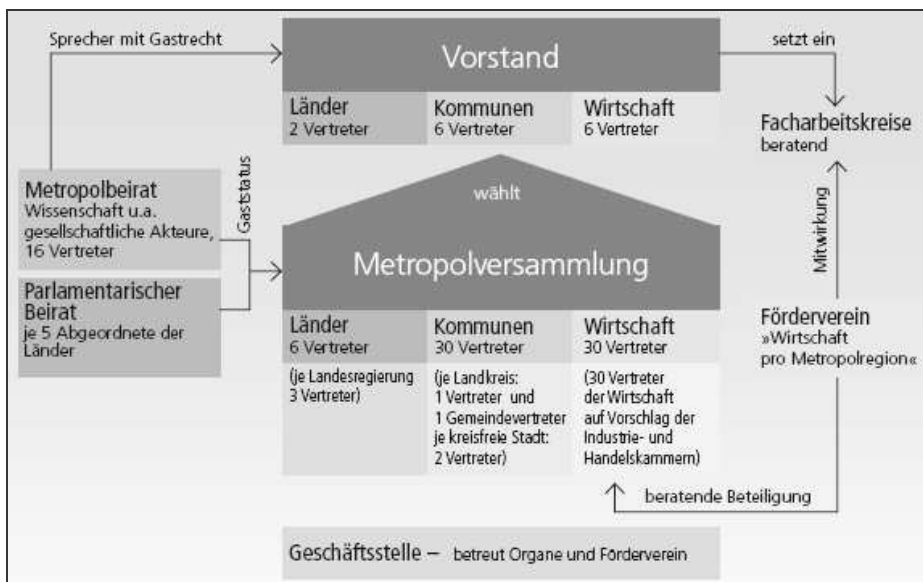 Sprecher mit Gastrecht
Vorstand
setzt ein
Länder
2 Vertreter
Kommunen
6 Vertreter
Wirtschaft
6 Vertreter
Facharbeitskreise
beratend
Metropolbeirat
Wissenschaft u.a.
gesellschaftliche Akteure,
16 Vertreter
Gaststatus
wählt
Mitwirkung
Metropolversammlung
Parlamentarischer
Beirat
je 5 Abgeordnete der
Länder
Länder
6 Vertreter
(je Landesregierung
3 Vertreter)
Kommunen
30 Vertreter
(je Landkreis:
1 Vertreter und
1 Gemeindevertreter
je kreisfreie Stadt:
2 Vertreter)
Wirtschaft
30 Vertreter
(30 Vertreter
der Wirtschaft
auf Vorschlag der
Industrie- und
Handelskammern)
Förderverein
»Wirtschaft
pro Metropolregion«
beratende Beteiligung
Geschäftsstelle – betreut Organe und Förderverein